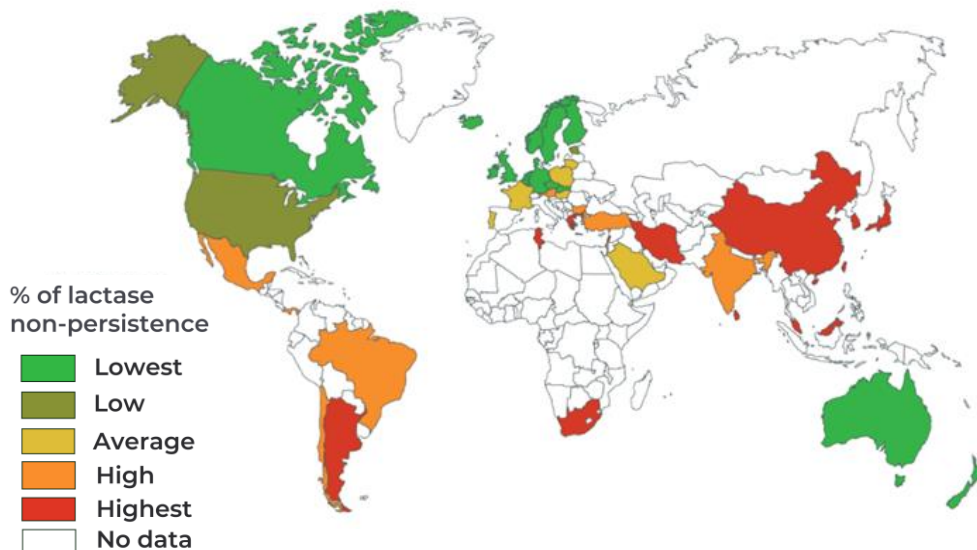 % of lactase
non-persistence
Lowest
Low
Average
High
Highest
No data